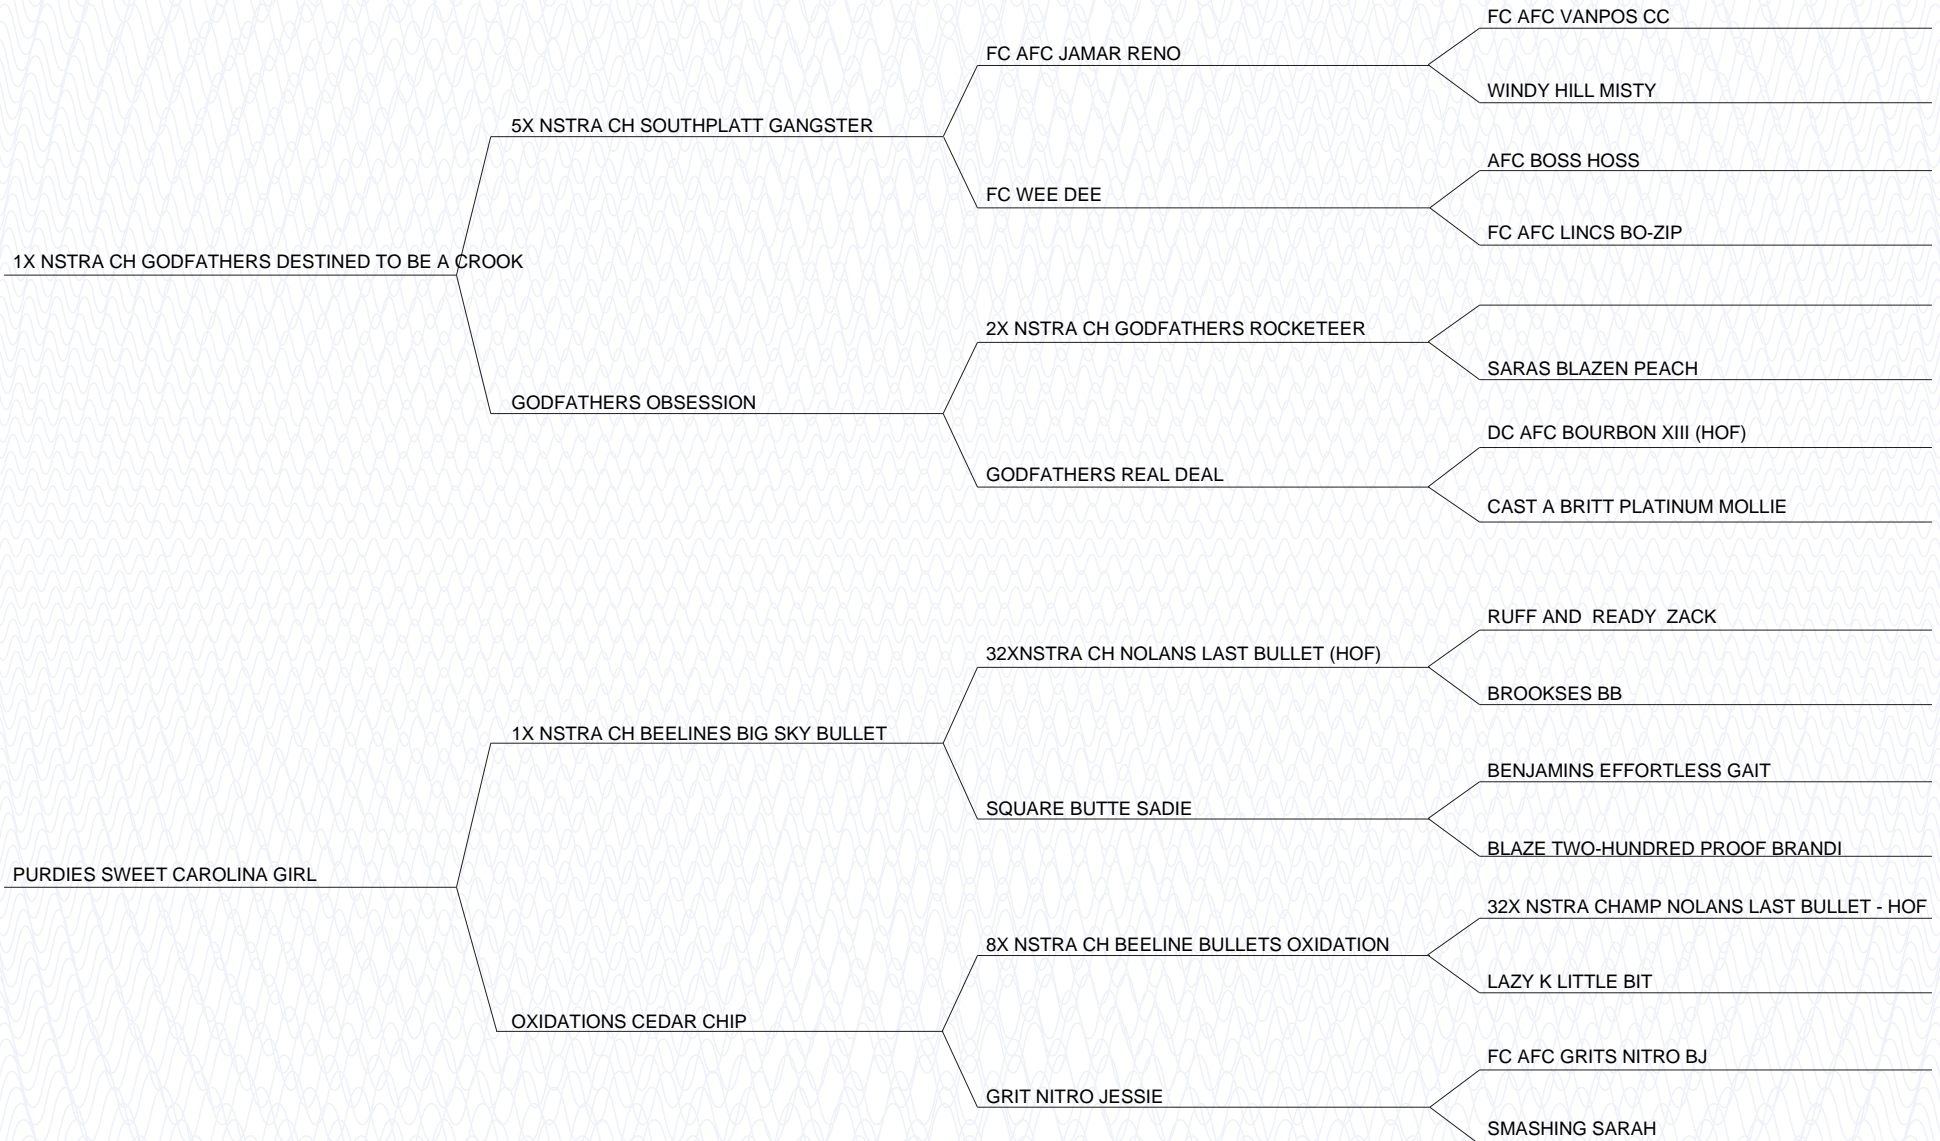 FC AFC VANPOS CC
FC AFC JAMAR RENO
WINDY HILL MISTY
5X NSTRA CH SOUTHPLATT GANGSTER
AFC BOSS HOSS
FC WEE DEE
FC AFC LINCS BO-ZIP
1X NSTRA CH GODFATHERS DESTINED TO BE A CROOK
2X NSTRA CH GODFATHERS ROCKETEER
SARAS BLAZEN PEACH
GODFATHERS OBSESSION
DC AFC BOURBON XIII (HOF)
GODFATHERS REAL DEAL
CAST A BRITT PLATINUM MOLLIE
RUFF AND  READY  ZACK
32XNSTRA CH NOLANS LAST BULLET (HOF)
BROOKSES BB
1X NSTRA CH BEELINES BIG SKY BULLET
BENJAMINS EFFORTLESS GAIT
SQUARE BUTTE SADIE
BLAZE TWO-HUNDRED PROOF BRANDI
PURDIES SWEET CAROLINA GIRL
32X NSTRA CHAMP NOLANS LAST BULLET - HOF
8X NSTRA CH BEELINE BULLETS OXIDATION
LAZY K LITTLE BIT
OXIDATIONS CEDAR CHIP
FC AFC GRITS NITRO BJ
GRIT NITRO JESSIE
SMASHING SARAH